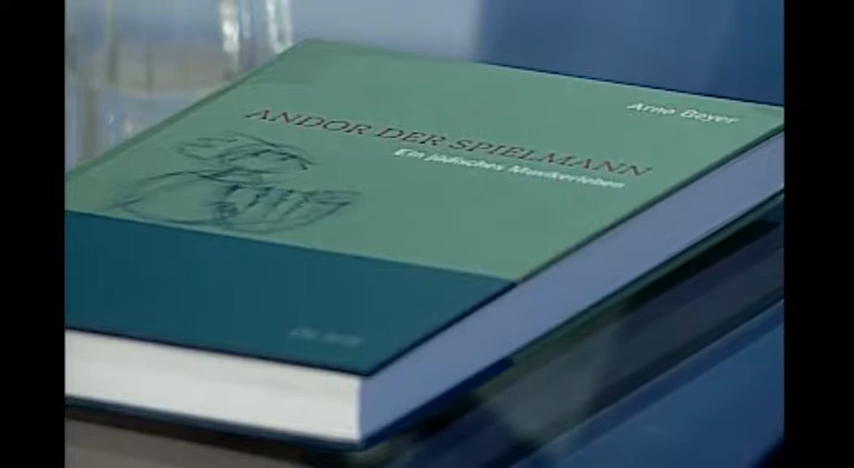 Arno Beyer
ANDOR DER SPIELMANN
Ein jüdisches Musikerleben